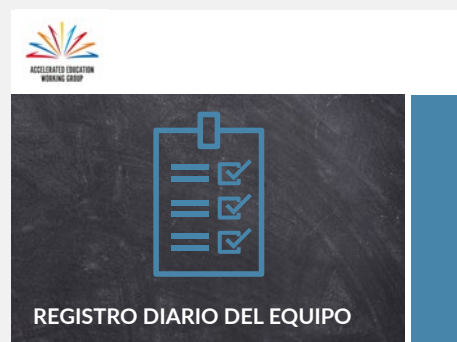 ACCELERATED EDUCATION
WORKING GROUP
REGISTRO DIARIO DEL EQUIPO